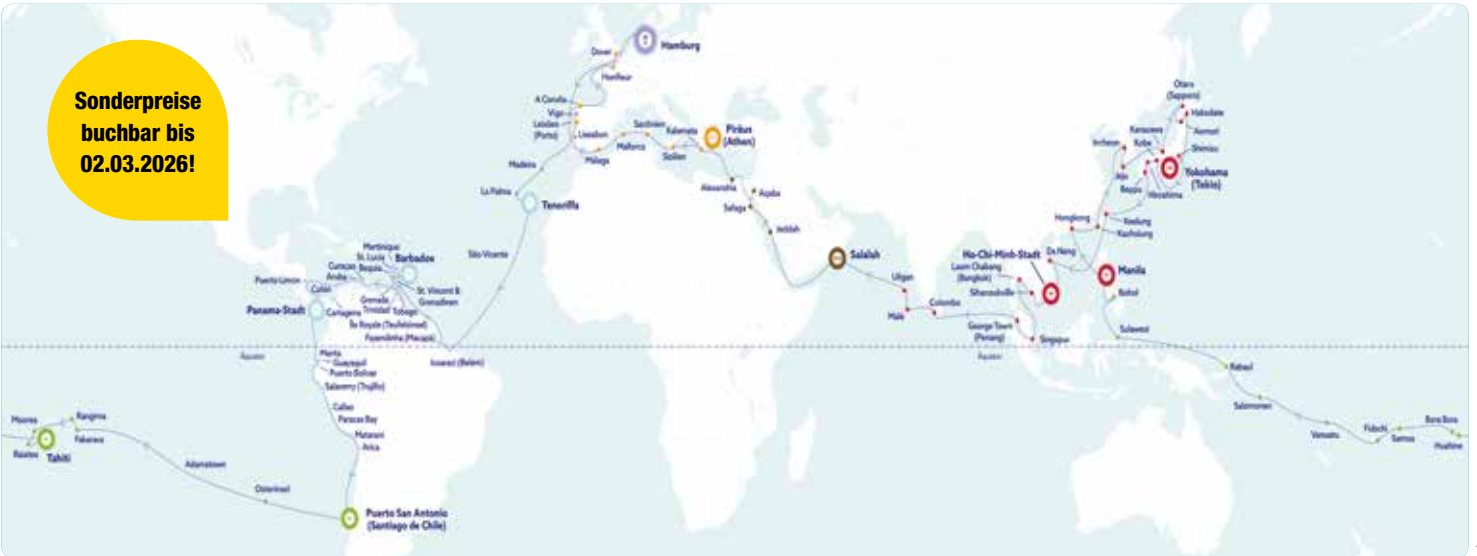 Sonderpreise
buchbar bis
02.03.2026!
Hamburg
Dover
Honfleur
A Coruña
Vigo
Leixões
(Porto)
Lissabon
Málaga
Mallorca
Sardinien
Sizilien
Kalamata
Piräus
(Athen)
Madeira
La Palma
Teneriffa
São Vicente
Alexandria
Aqaba
Safaga
Jeddah
Salalah
Uligan
Male
Colombo
George Town
(Penang)
Singapur
Laem Chabang
(Bangkok)
Sihanoukville
Ho-Chi-Minh-Stadt
Da Nang
Hongkong
Keelung
Kaohsiung
Incheon
Kanazawa
Kobe
Beppu
Hiroshima
Otaru
(Sapporo)
Hakodate
Aomori
Shimizu
Yokohama
(Tokio)
Manila
Bohol
Sulawesi
Rabaul
Salomonen
Vanuatu
Samoa
Bora Bora
Huahine
Martinique
St. Lucia
Bequia
Curaçao
Aruba
Barbados
St. Vincent &
Grenadinen
Grenada
Trinidad
Tobago
Île Royale (Teufelsinsel)
Fazendinha (Macapá)
Icoaraci (Belém)
Puerto Limón
Colón
Cartagena
Panama-Stadt
Äquator
Äquator
Manta
Guayaquil
Puerto Bolívar
Salaverry (Trujillo)
Callao
Paracas Bay
Matarani
Arica
Puerto San Antonio
(Santiago de Chile)
Osterinsel
Adamstown
Moorea
Rangiroa
Fakarava
Raiatea
Tahiti